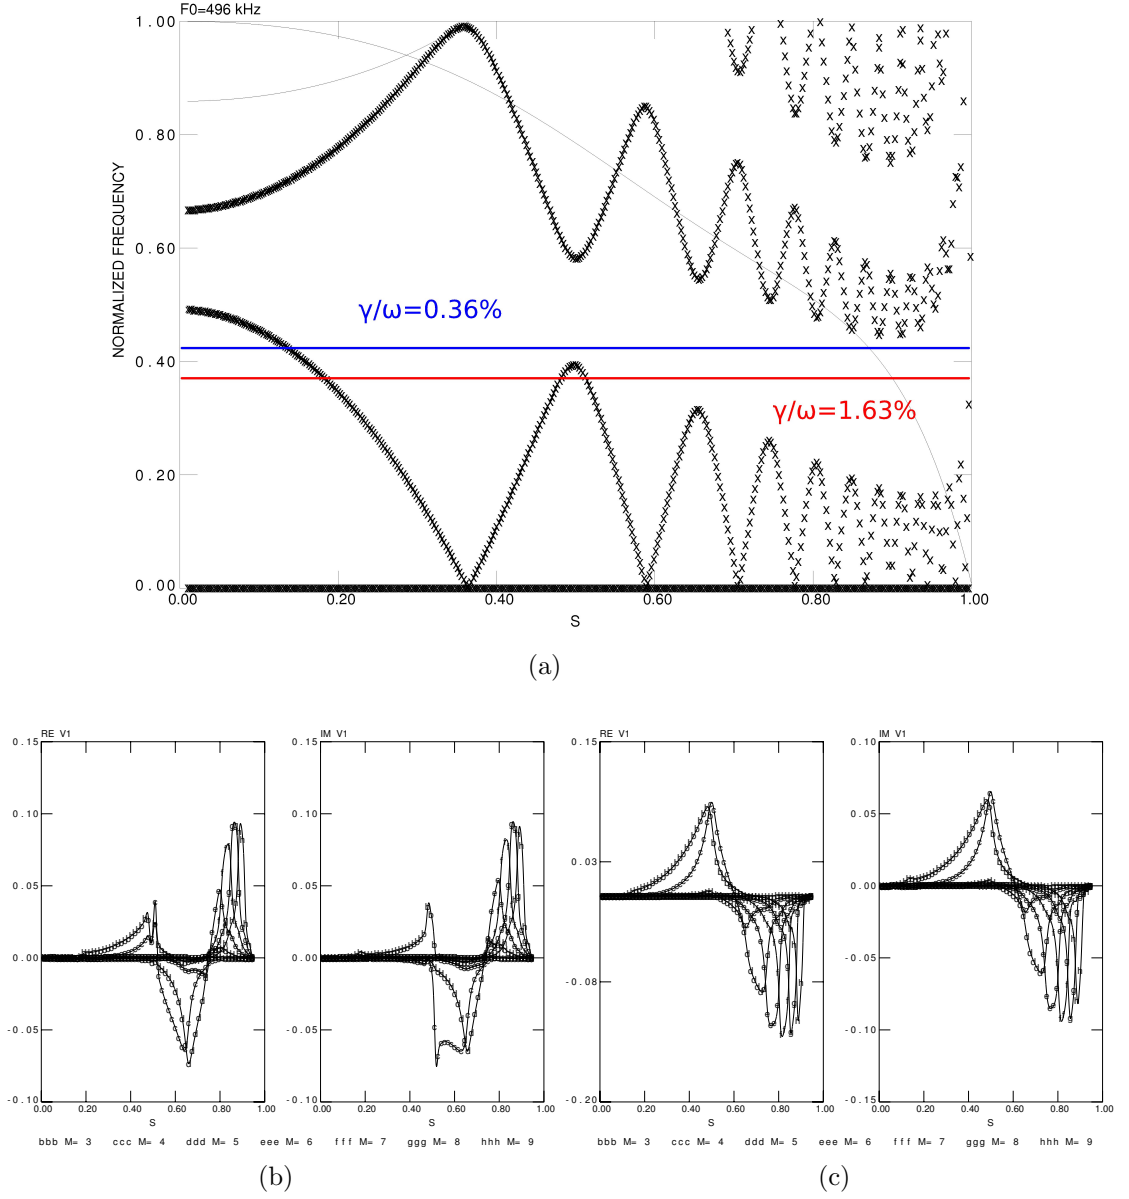 F0=496 kHz
1.00
0.80
0.60
0.40
0.20
0.00
NORMALIZED FREQUENCY
γ/ω=0.36%
γ/ω=1.63%
0.00 0.20 0.40 0.60 0.80 1.00
S
(a)
RE V1
0.15
0.10
0.05
0.00
-0.05
-0.10
0.00 0.20 0.40 0.60 0.80 1.00
S
IM V1
0.15
0.10
0.05
0.00
-0.05
-0.10
0.00 0.20 0.40 0.60 0.80 1.00
S
bbb M= 3 ccc M= 4 ddd M= 5 eee M= 6 fff M= 7 ggg M= 8 hhh M= 9
(b)
RE V1
0.15
0.03
-0.08
-0.20
0.00 0.20 0.40 0.60 0.80 1.00
S
IM V1
0.10
0.05
0.00
-0.05
-0.10
-0.15
0.00 0.20 0.40 0.60 0.80 1.00
S
bbb M= 3 ccc M= 4 ddd M= 5 eee M= 6 fff M= 7 ggg M= 8 hhh M= 9
(c)